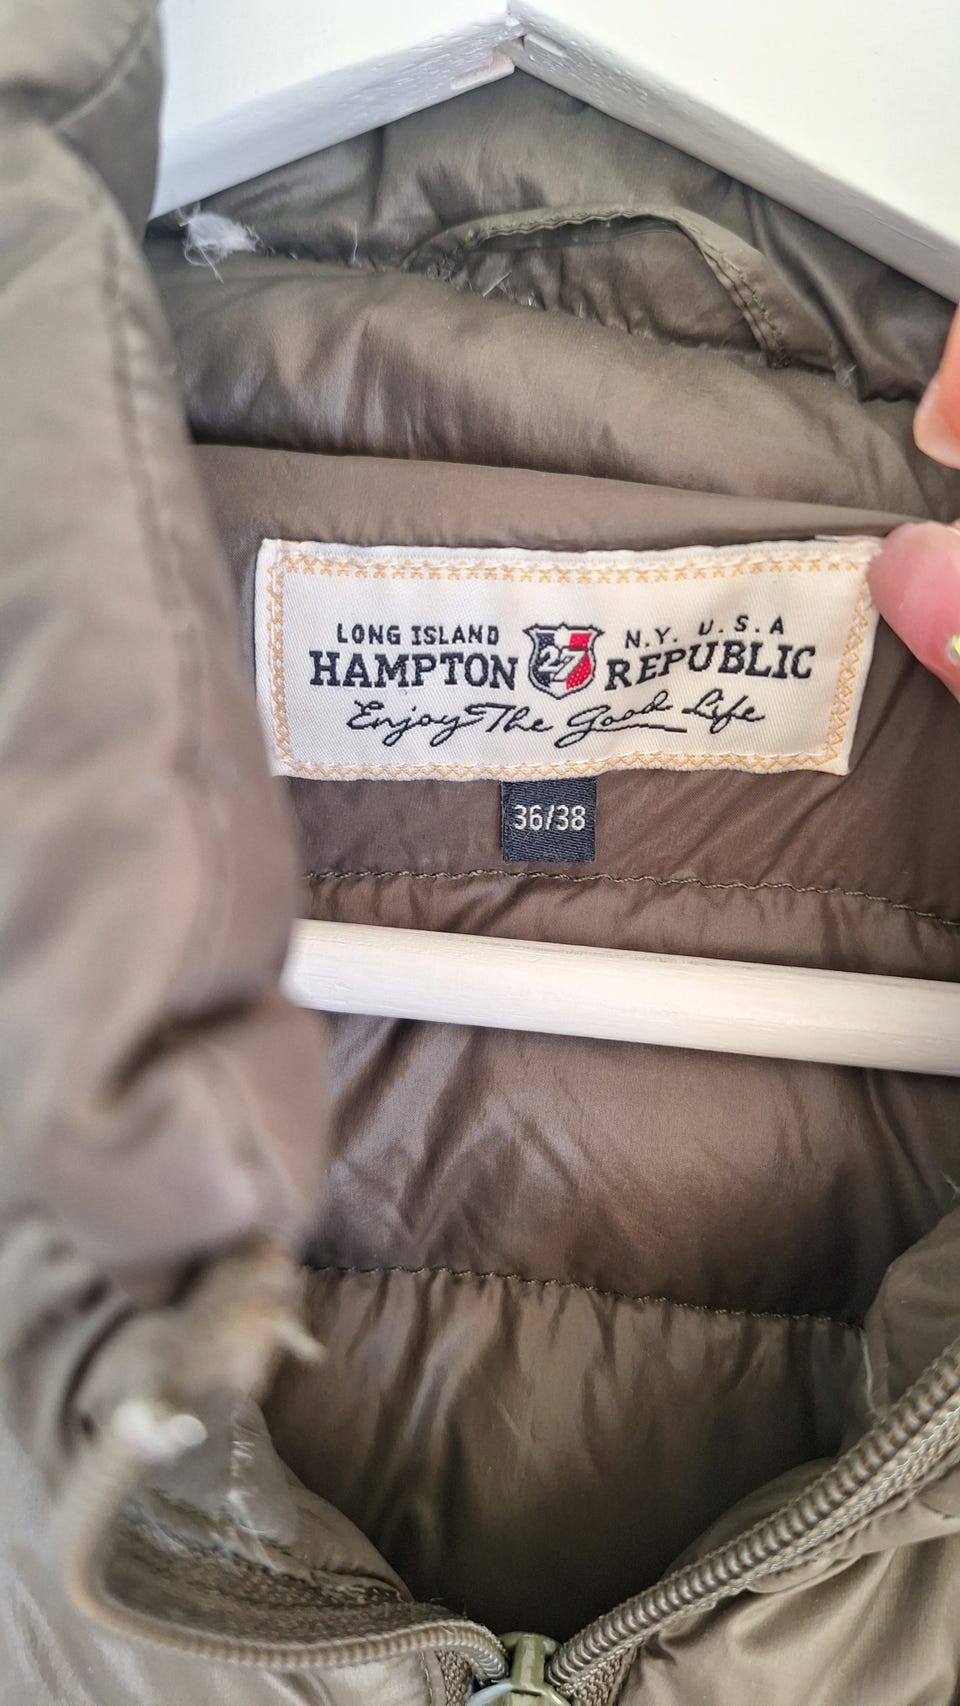 LONG ISLAND N.Y. U.S.A
HAMPTON 27 REPUBLIC
Enjoy The Good Life
36/38